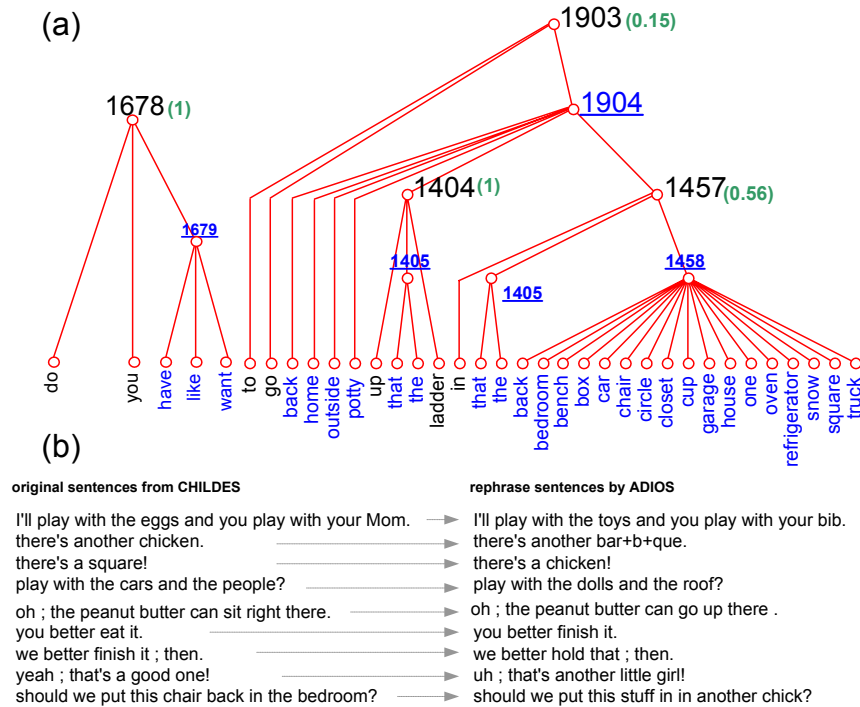 (a)
1903 (0.15)
1678 (1)
1904
1404 (1)
1457 (0.56)
1679
1405
1458
1405
do
you
have
like
want
to
go
back
home
outside
potty
up
that
the
ladder
in
that
the
back
bedroom
bench
box
car
chair
circle
closet
cup
garage
house
one
oven
refrigerator
snow
square
truck
(b)
original sentences from CHILDES
rephrase sentences by ADIOS
I'll play with the eggs and you play with your Mom.
I'll play with the toys and you play with your bib.
there's another chicken.
there's another bar+b+que.
there's a square!
there's a chicken!
play with the cars and the people?
play with the dolls and the roof?
oh ; the peanut butter can sit right there.
oh ; the peanut butter can go up there .
you better eat it.
you better finish it.
we better finish it ; then.
we better hold that ; then.
yeah ; that's a good one!
uh ; that's another little girl!
should we put this chair back in the bedroom?
should we put this stuff in in another chick?